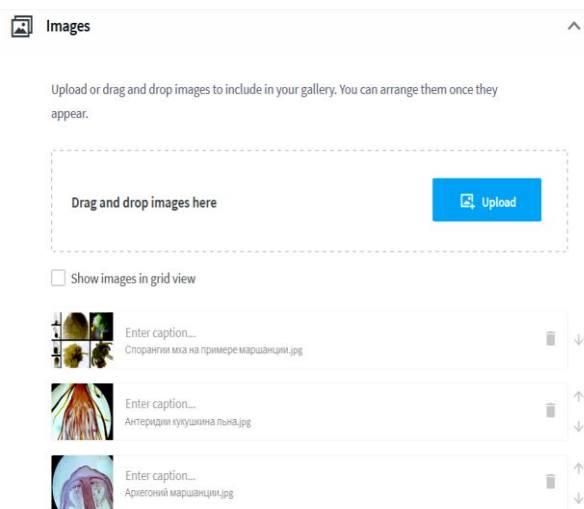 Images
Upload or drag and drop images to include in your gallery. You can arrange them once they
appear.
Drag and drop images here
Upload
Show images in grid view
Enter caption...
Спорангии мха на примере маршанции.jpg
Enter caption...
Антеридии кукушкина льна.jpg
Enter caption...
Архегоний маршанции.jpg